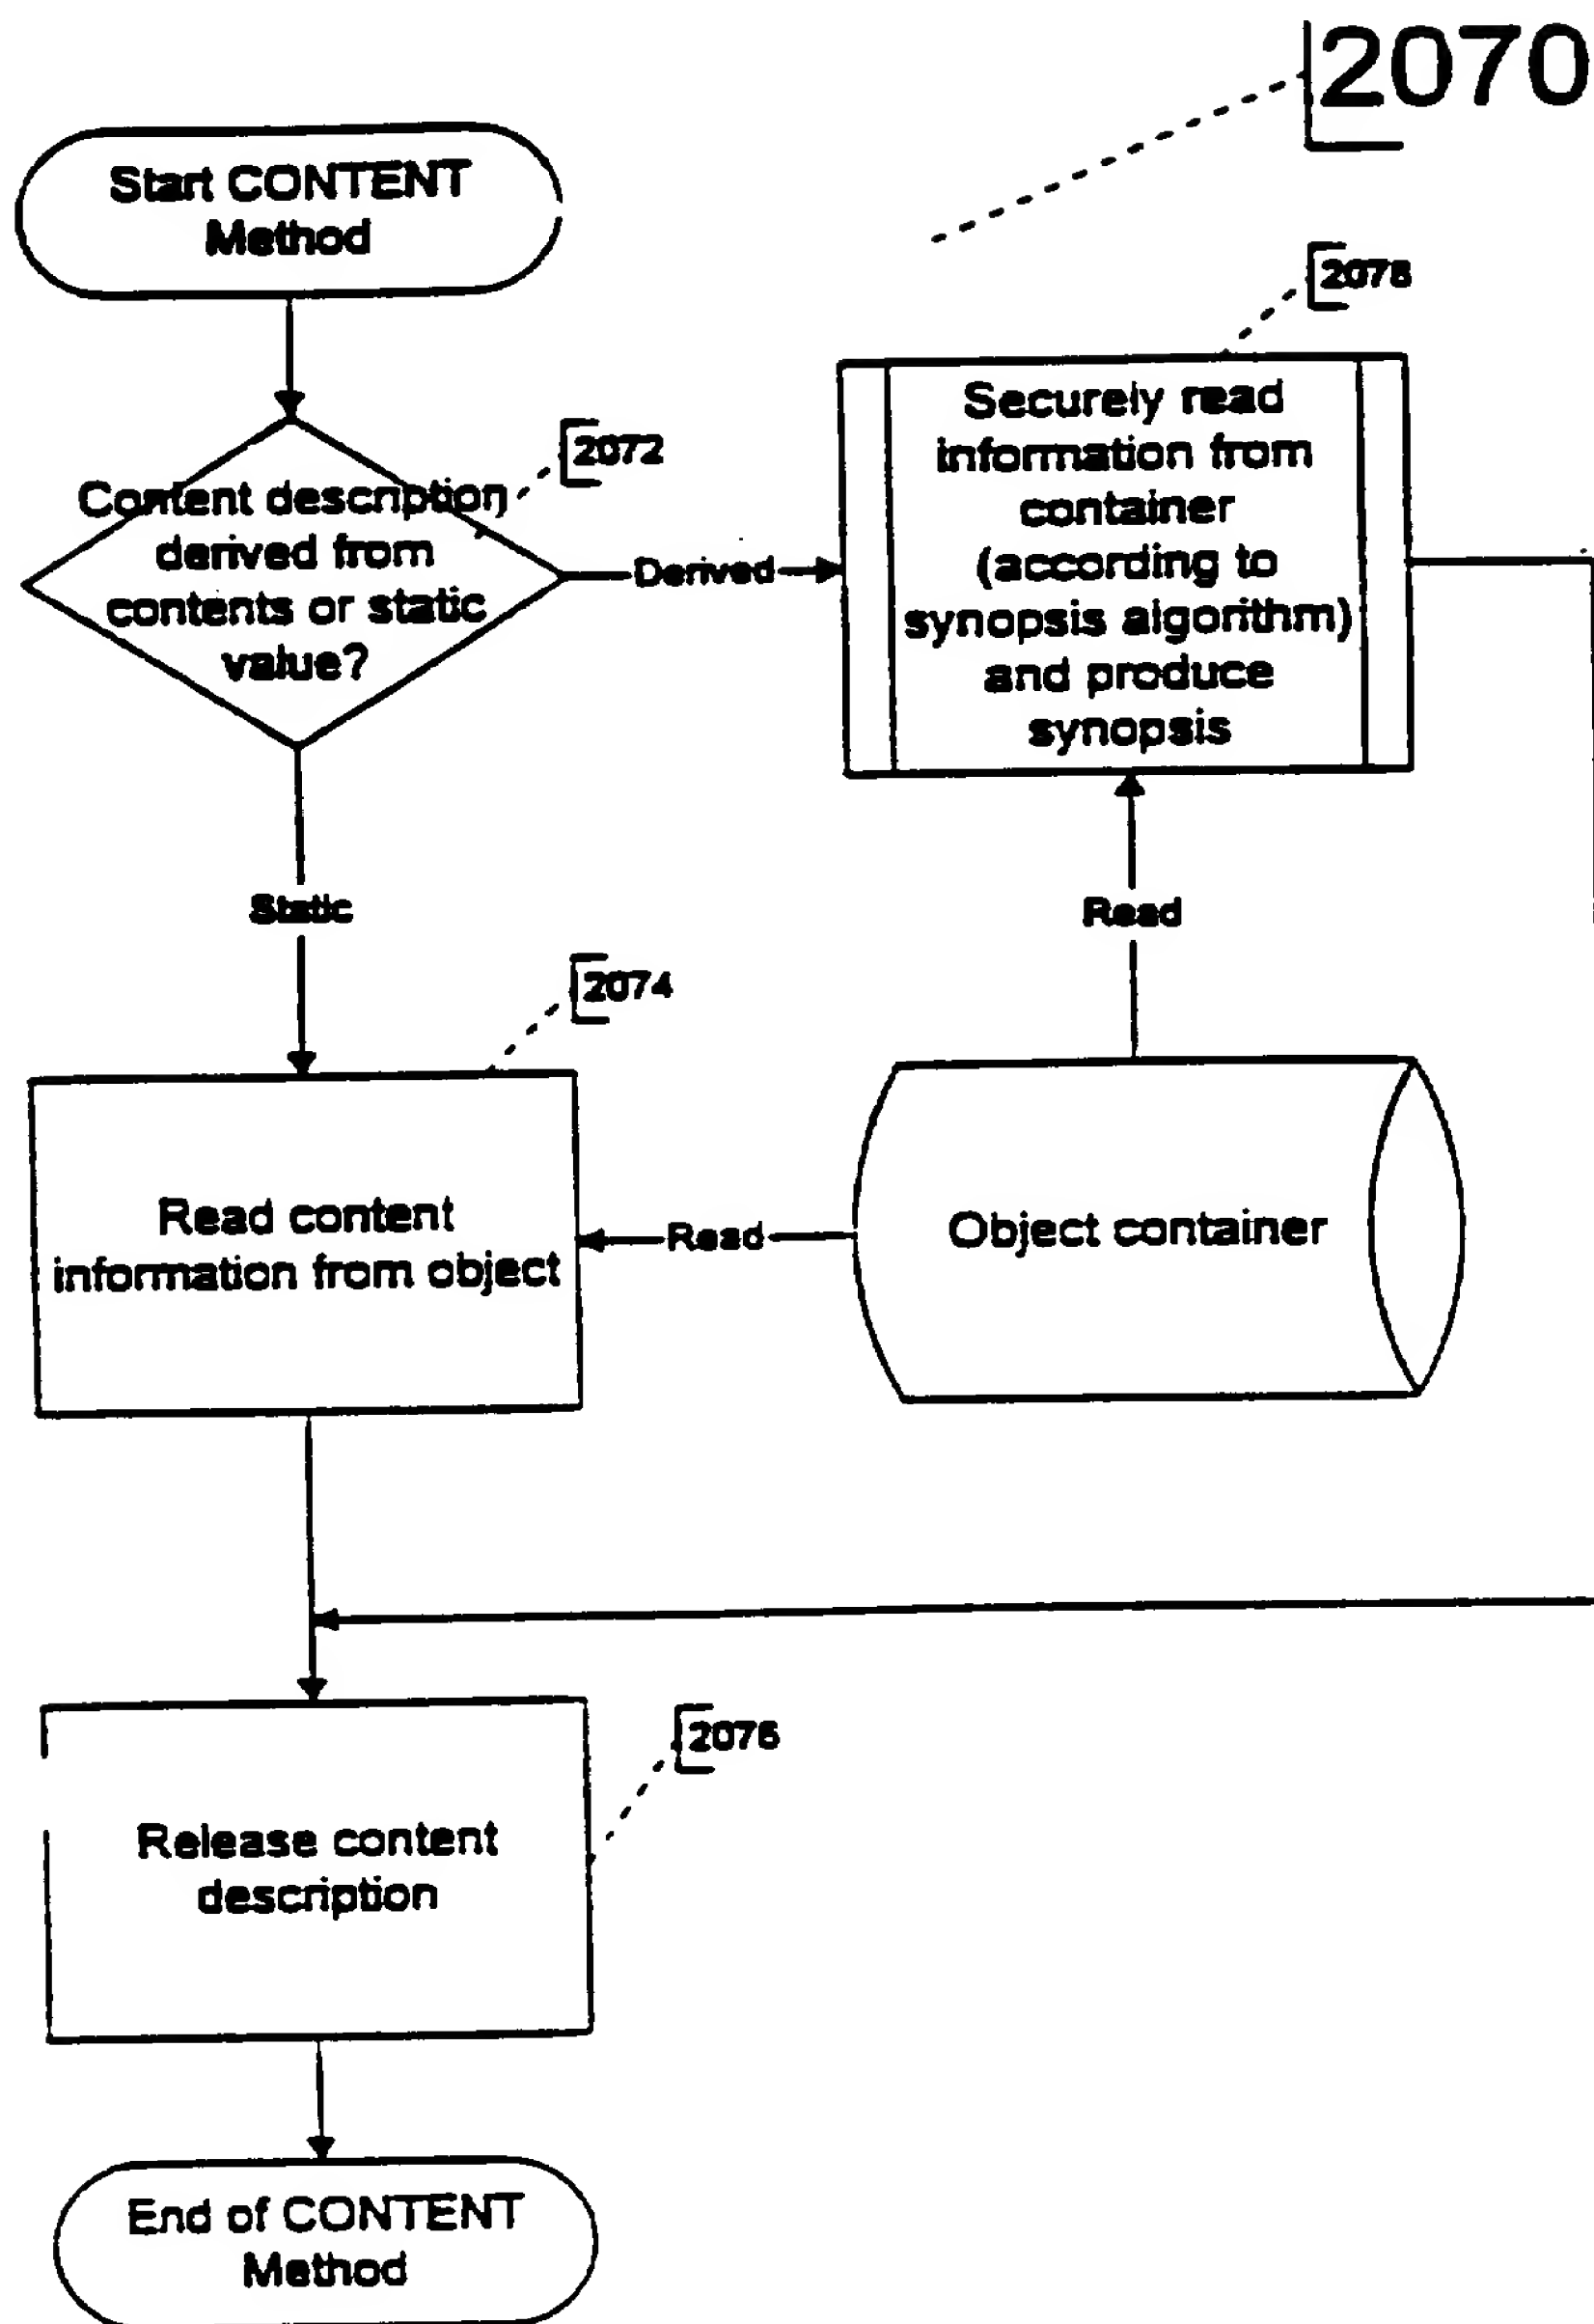 2070
Start CONTENT
Method
2078
2072
Content description
derived from
contents or static
value?
Derived
Securely read
information from
container
(according to
synopsis algorithm)
and produce
synopsis
Static
Read
2074
Read content
information from object
Read
Object container
2076
Release content
description
End of CONTENT
Method